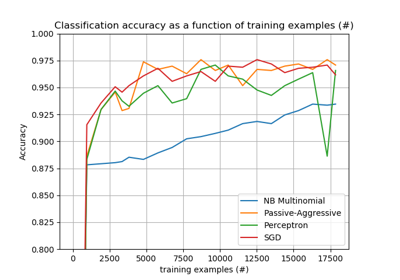 Classification accuracy as a function of training examples (#)
1.000
0.975
0.950
0.925
0.900
0.875
0.850
0.825
0.800
Accuracy
NB Multinomial
Passive-Aggressive
Perceptron
SGD
0 2500 5000 7500 10000 12500 15000 17500
training examples (#)